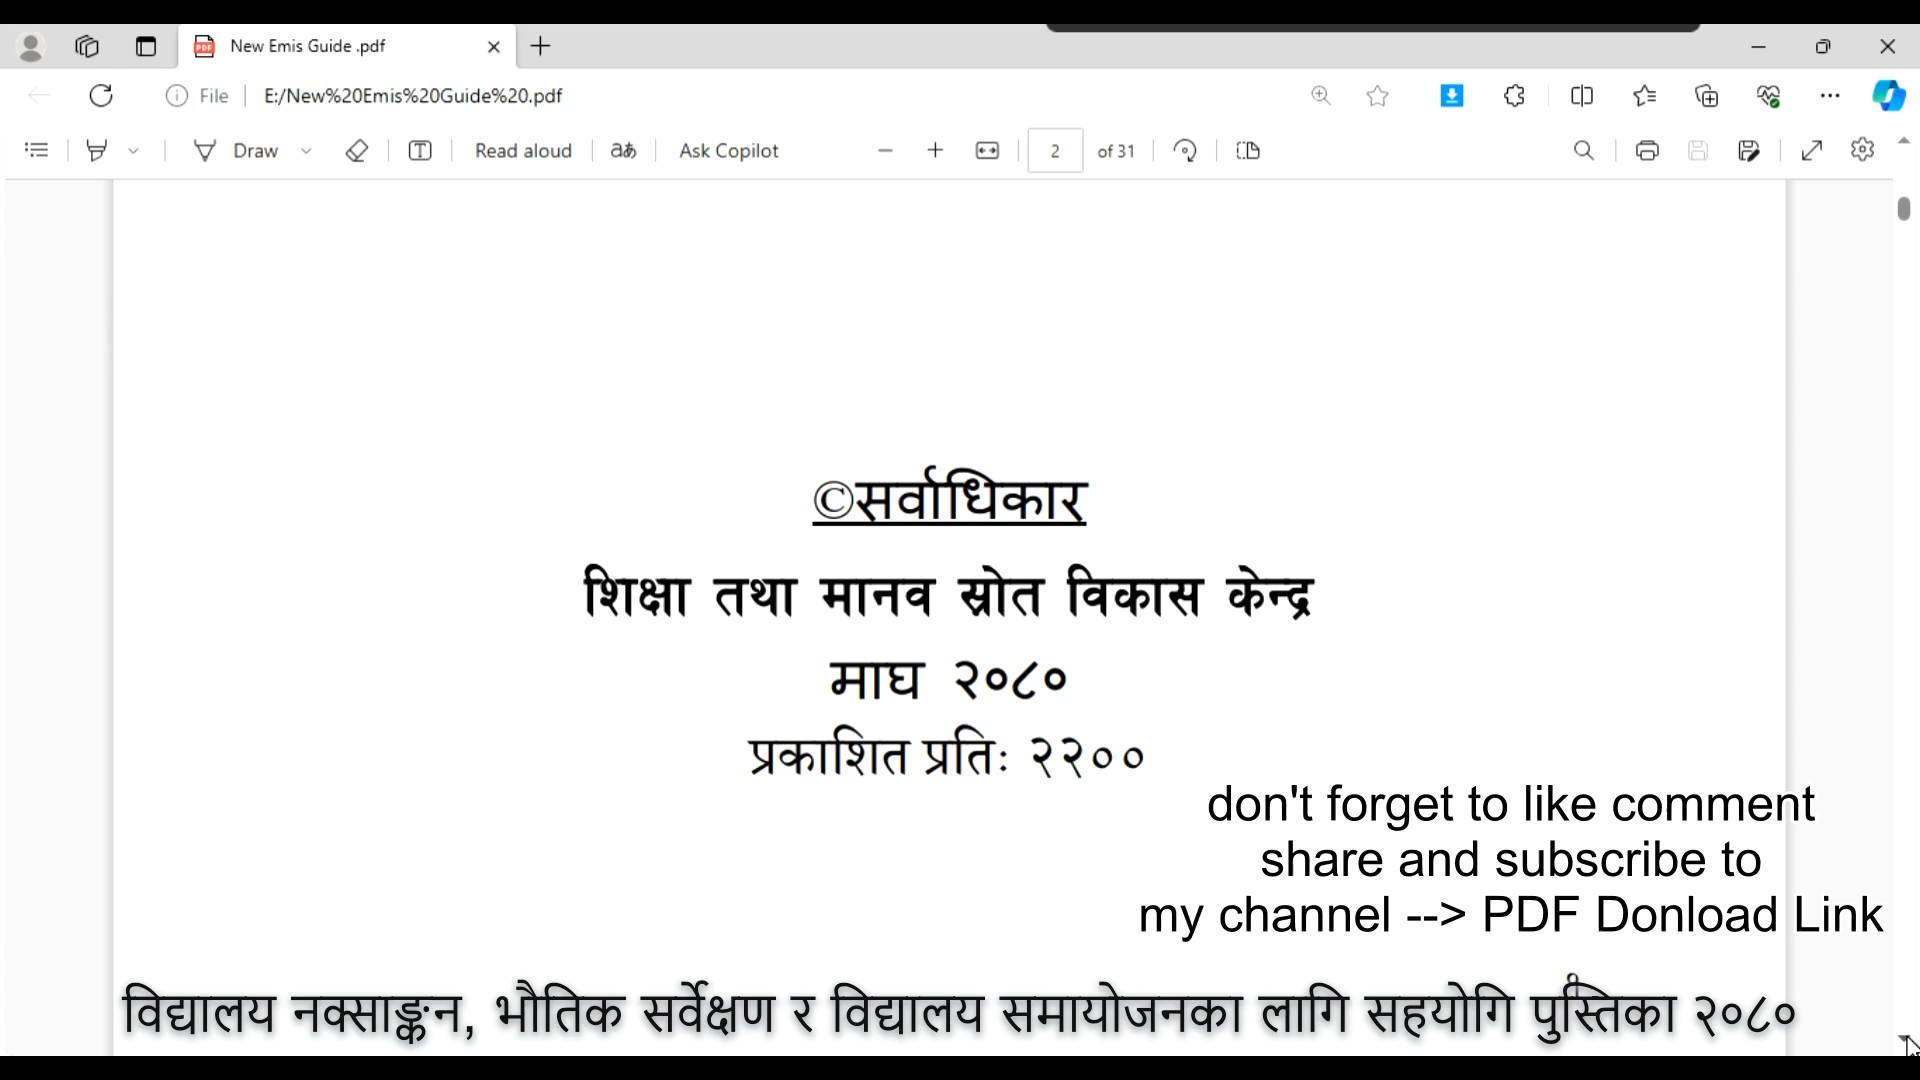 New Emis Guide .pdf
File
E:/New%20Emis%20Guide%20.pdf
Draw
Read aloud
aあ
Ask Copilot
2 of 31
©सर्वाधिकार
शिक्षा तथा मानव स्रोत विकास केन्द्र
माघ २०८०
प्रकाशित प्रतिः २२००
don't forget to like comment
share and subscribe to
my channel --> PDF Donload Link
विद्यालय नक्साङ्कन, भौतिक सर्वेक्षण र विद्यालय समायोजनका लागि सहयोगि पुस्तिका २०८०